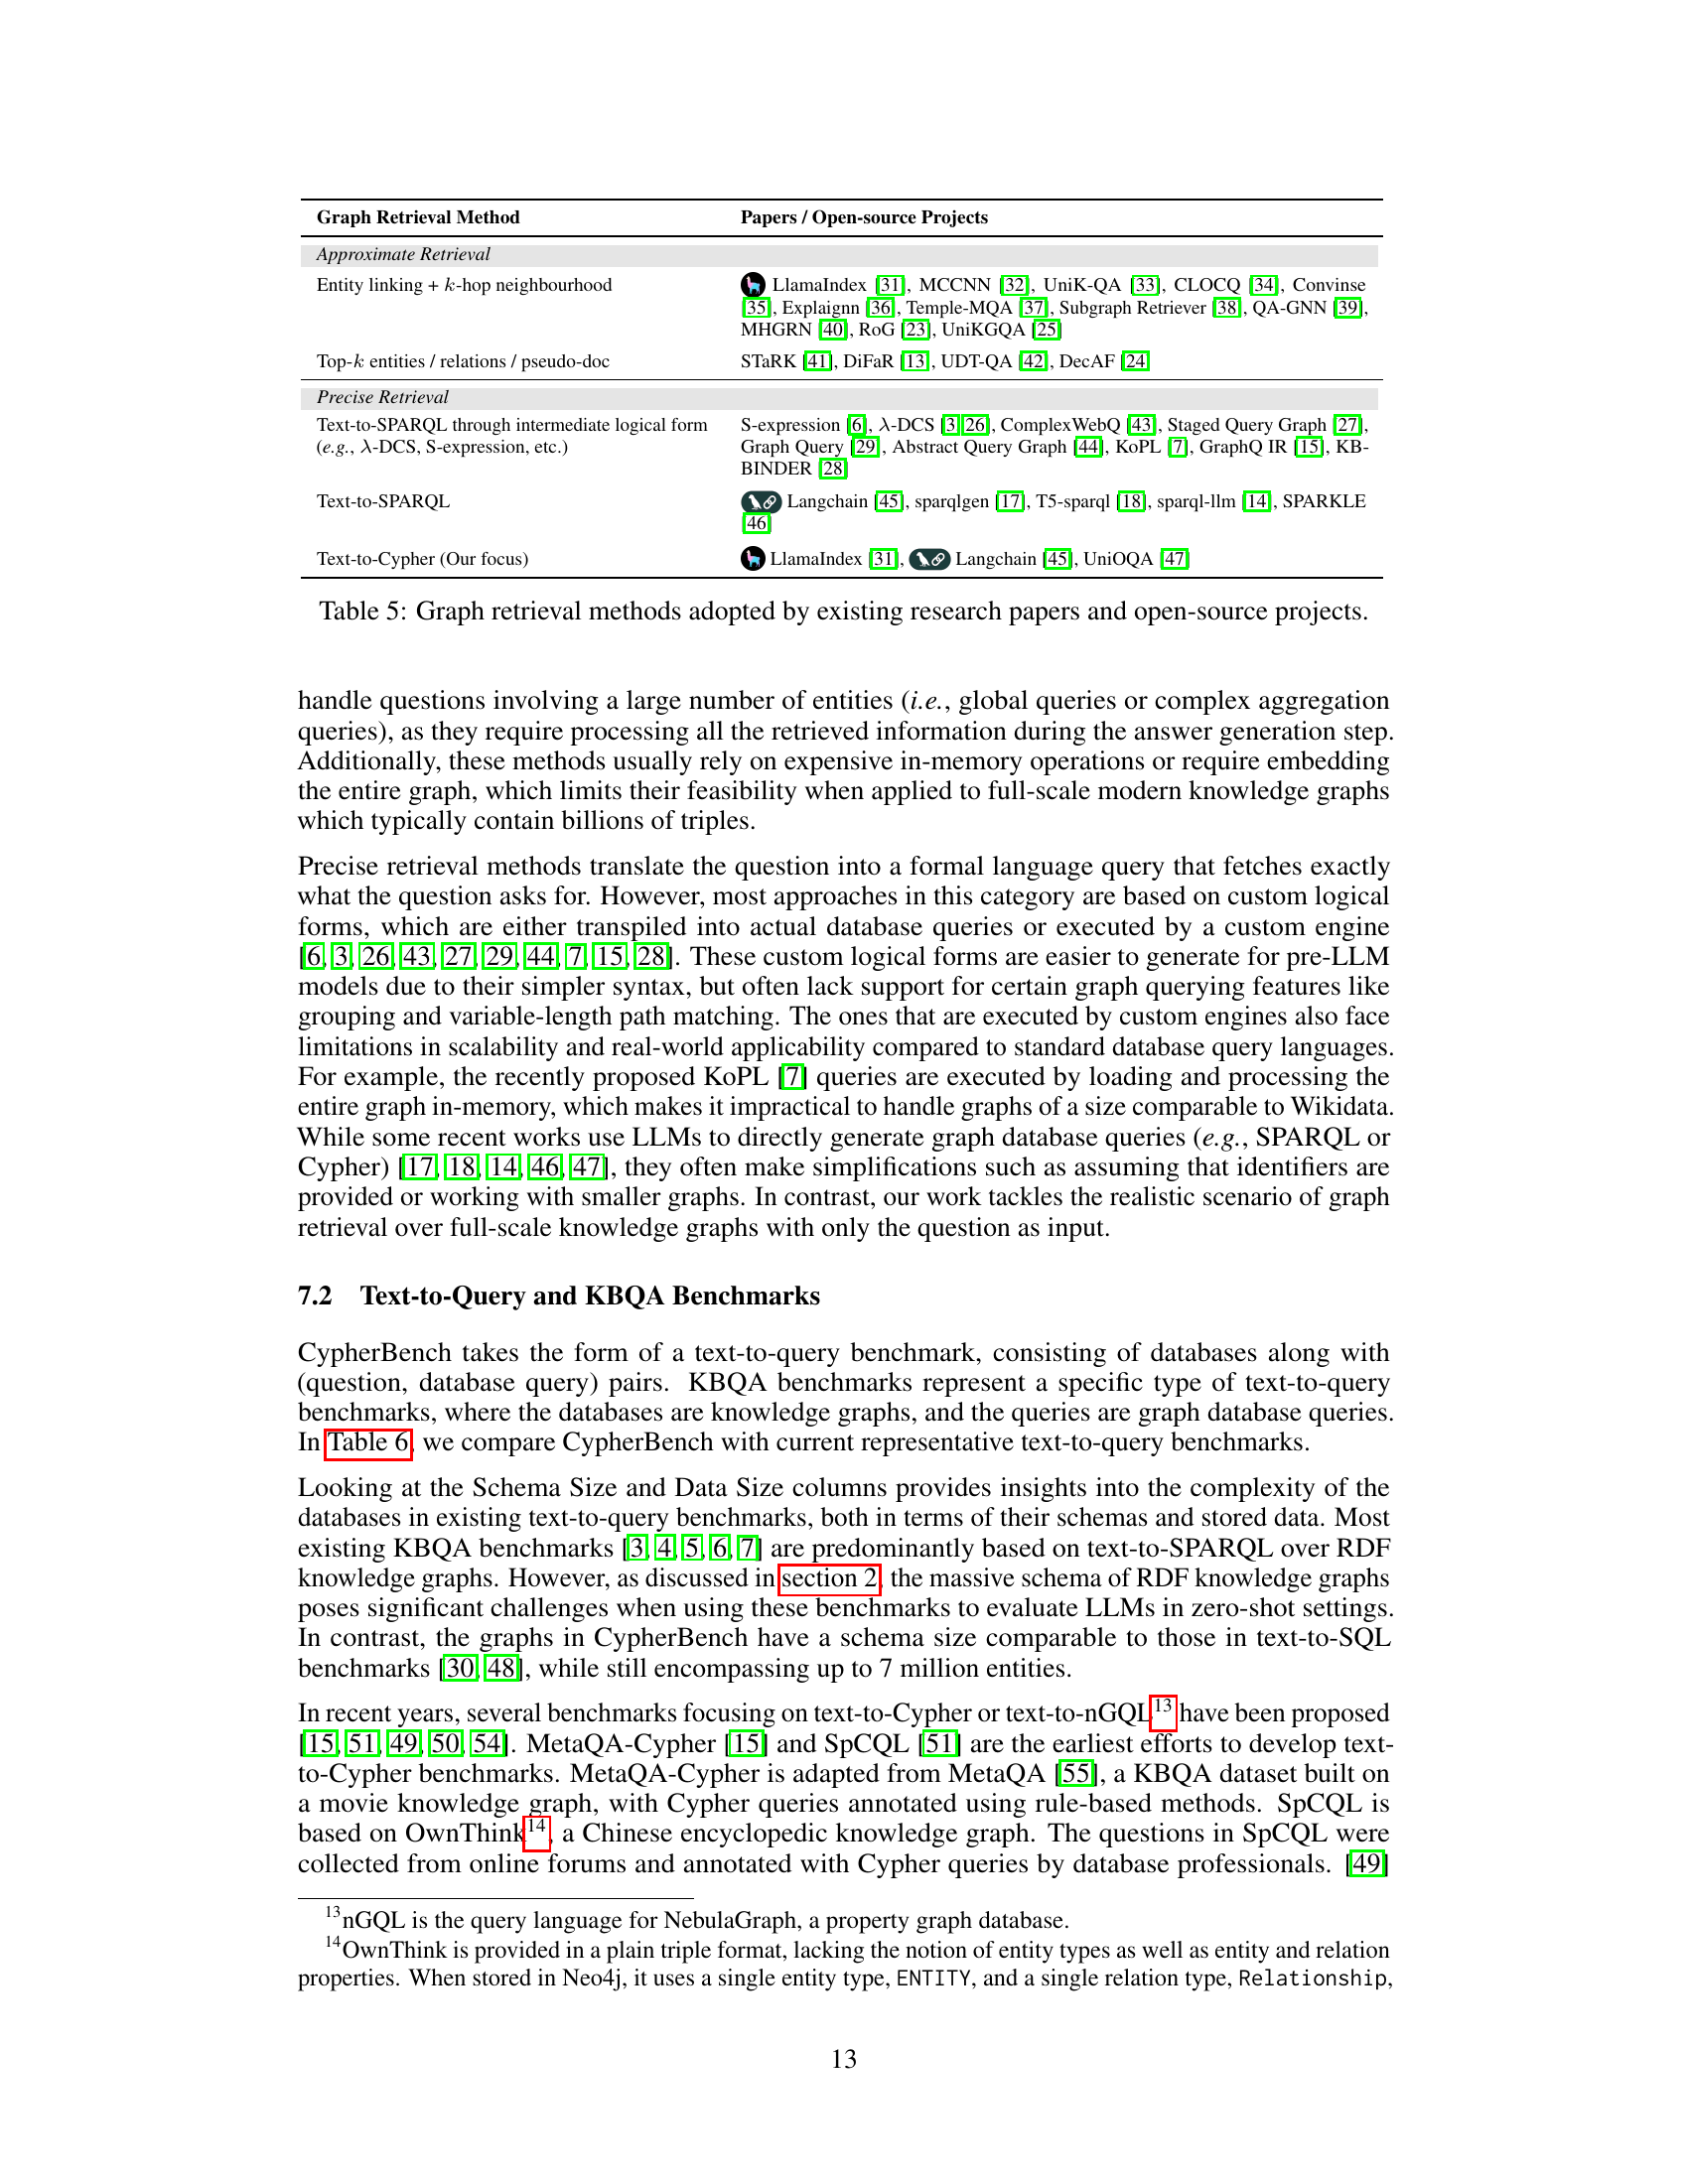 Graph Retrieval Method Papers / Open-source Projects
Approximate Retrieval
Entity linking + k-hop neighbourhood LlamaIndex [31], MCCNN [32], UniK-QA [33], CLOCQ [34], Convinse
[35], Explaignn [36], Temple-MQA [37], Subgraph Retriever [38], QA-GNN [39],
MHGRN [40], RoG [23], UniKGQA [25]
Top-k entities / relations / pseudo-doc STaRK [41], DiFaR [13], UDT-QA [42], DecAF [24]
Precise Retrieval
Text-to-SPARQL through intermediate logical form S-expression [6], λ-DCS [3, 26], ComplexWebQ [43], Staged Query Graph [27],
(e.g., λ-DCS, S-expression, etc.) Graph Query [29], Abstract Query Graph [44], KoPL [7], GraphQ IR [15], KB-
BINDER [28]
Text-to-SPARQL Langchain [45], sparqlgen [17], T5-sparql [18], sparql-llm [14], SPARKLE
[46]
Text-to-Cypher (Our focus) LlamaIndex [31], Langchain [45], UniOQA [47]
Table 5: Graph retrieval methods adopted by existing research papers and open-source projects.
handle questions involving a large number of entities (i.e., global queries or complex aggregation
queries), as they require processing all the retrieved information during the answer generation step.
Additionally, these methods usually rely on expensive in-memory operations or require embedding
the entire graph, which limits their feasibility when applied to full-scale modern knowledge graphs
which typically contain billions of triples.
Precise retrieval methods translate the question into a formal language query that fetches exactly
what the question asks for. However, most approaches in this category are based on custom logical
forms, which are either transpiled into actual database queries or executed by a custom engine
[6, 3, 26, 43, 27, 29, 44, 7, 15, 28]. These custom logical forms are easier to generate for pre-LLM
models due to their simpler syntax, but often lack support for certain graph querying features like
grouping and variable-length path matching. The ones that are executed by custom engines also face
limitations in scalability and real-world applicability compared to standard database query languages.
For example, the recently proposed KoPL [7] queries are executed by loading and processing the
entire graph in-memory, which makes it impractical to handle graphs of a size comparable to Wikidata.
While some recent works use LLMs to directly generate graph database queries (e.g., SPARQL or
Cypher) [17, 18, 14, 46, 47], they often make simplifications such as assuming that identifiers are
provided or working with smaller graphs. In contrast, our work tackles the realistic scenario of graph
retrieval over full-scale knowledge graphs with only the question as input.
7.2 Text-to-Query and KBQA Benchmarks
CypherBench takes the form of a text-to-query benchmark, consisting of databases along with
(question, database query) pairs. KBQA benchmarks represent a specific type of text-to-query
benchmarks, where the databases are knowledge graphs, and the queries are graph database queries.
In Table 6, we compare CypherBench with current representative text-to-query benchmarks.
Looking at the Schema Size and Data Size columns provides insights into the complexity of the
databases in existing text-to-query benchmarks, both in terms of their schemas and stored data. Most
existing KBQA benchmarks [3, 4, 5, 6, 7] are predominantly based on text-to-SPARQL over RDF
knowledge graphs. However, as discussed in section 2, the massive schema of RDF knowledge graphs
poses significant challenges when using these benchmarks to evaluate LLMs in zero-shot settings.
In contrast, the graphs in CypherBench have a schema size comparable to those in text-to-SQL
benchmarks [30, 48], while still encompassing up to 7 million entities.
In recent years, several benchmarks focusing on text-to-Cypher or text-to-nGQL13 have been proposed
[15, 51, 49, 50, 54]. MetaQA-Cypher [15] and SpCQL [51] are the earliest efforts to develop text-
to-Cypher benchmarks. MetaQA-Cypher is adapted from MetaQA [55], a KBQA dataset built on
a movie knowledge graph, with Cypher queries annotated using rule-based methods. SpCQL is
based on OwnThink14, a Chinese encyclopedic knowledge graph. The questions in SpCQL were
collected from online forums and annotated with Cypher queries by database professionals. [49]
13nGQL is the query language for NebulaGraph, a property graph database.
14OwnThink is provided in a plain triple format, lacking the notion of entity types as well as entity and relation
properties. When stored in Neo4j, it uses a single entity type, ENTITY, and a single relation type, Relationship,
13